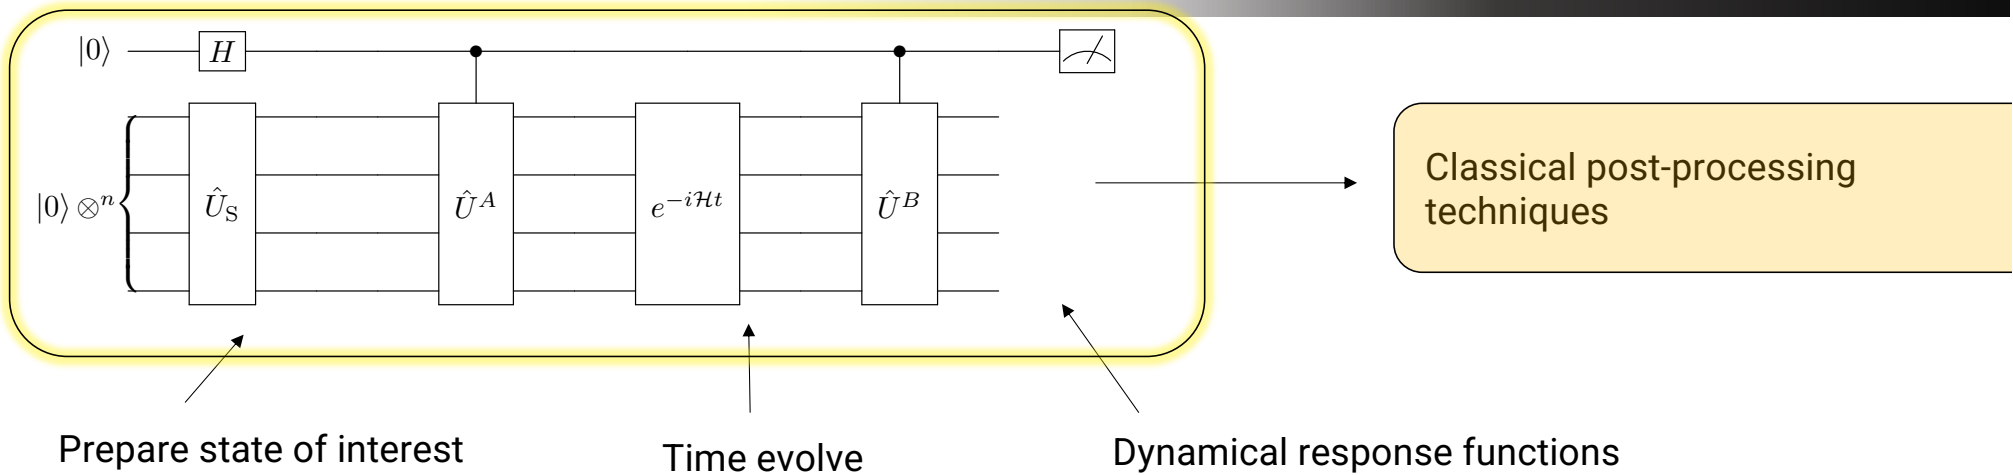 |0⟩ H
|0⟩ ⊗ⁿ Û_S Û^A e^{-iℋt} Û^B
Classical post-processing
techniques
Prepare state of interest
Time evolve
Dynamical response functions